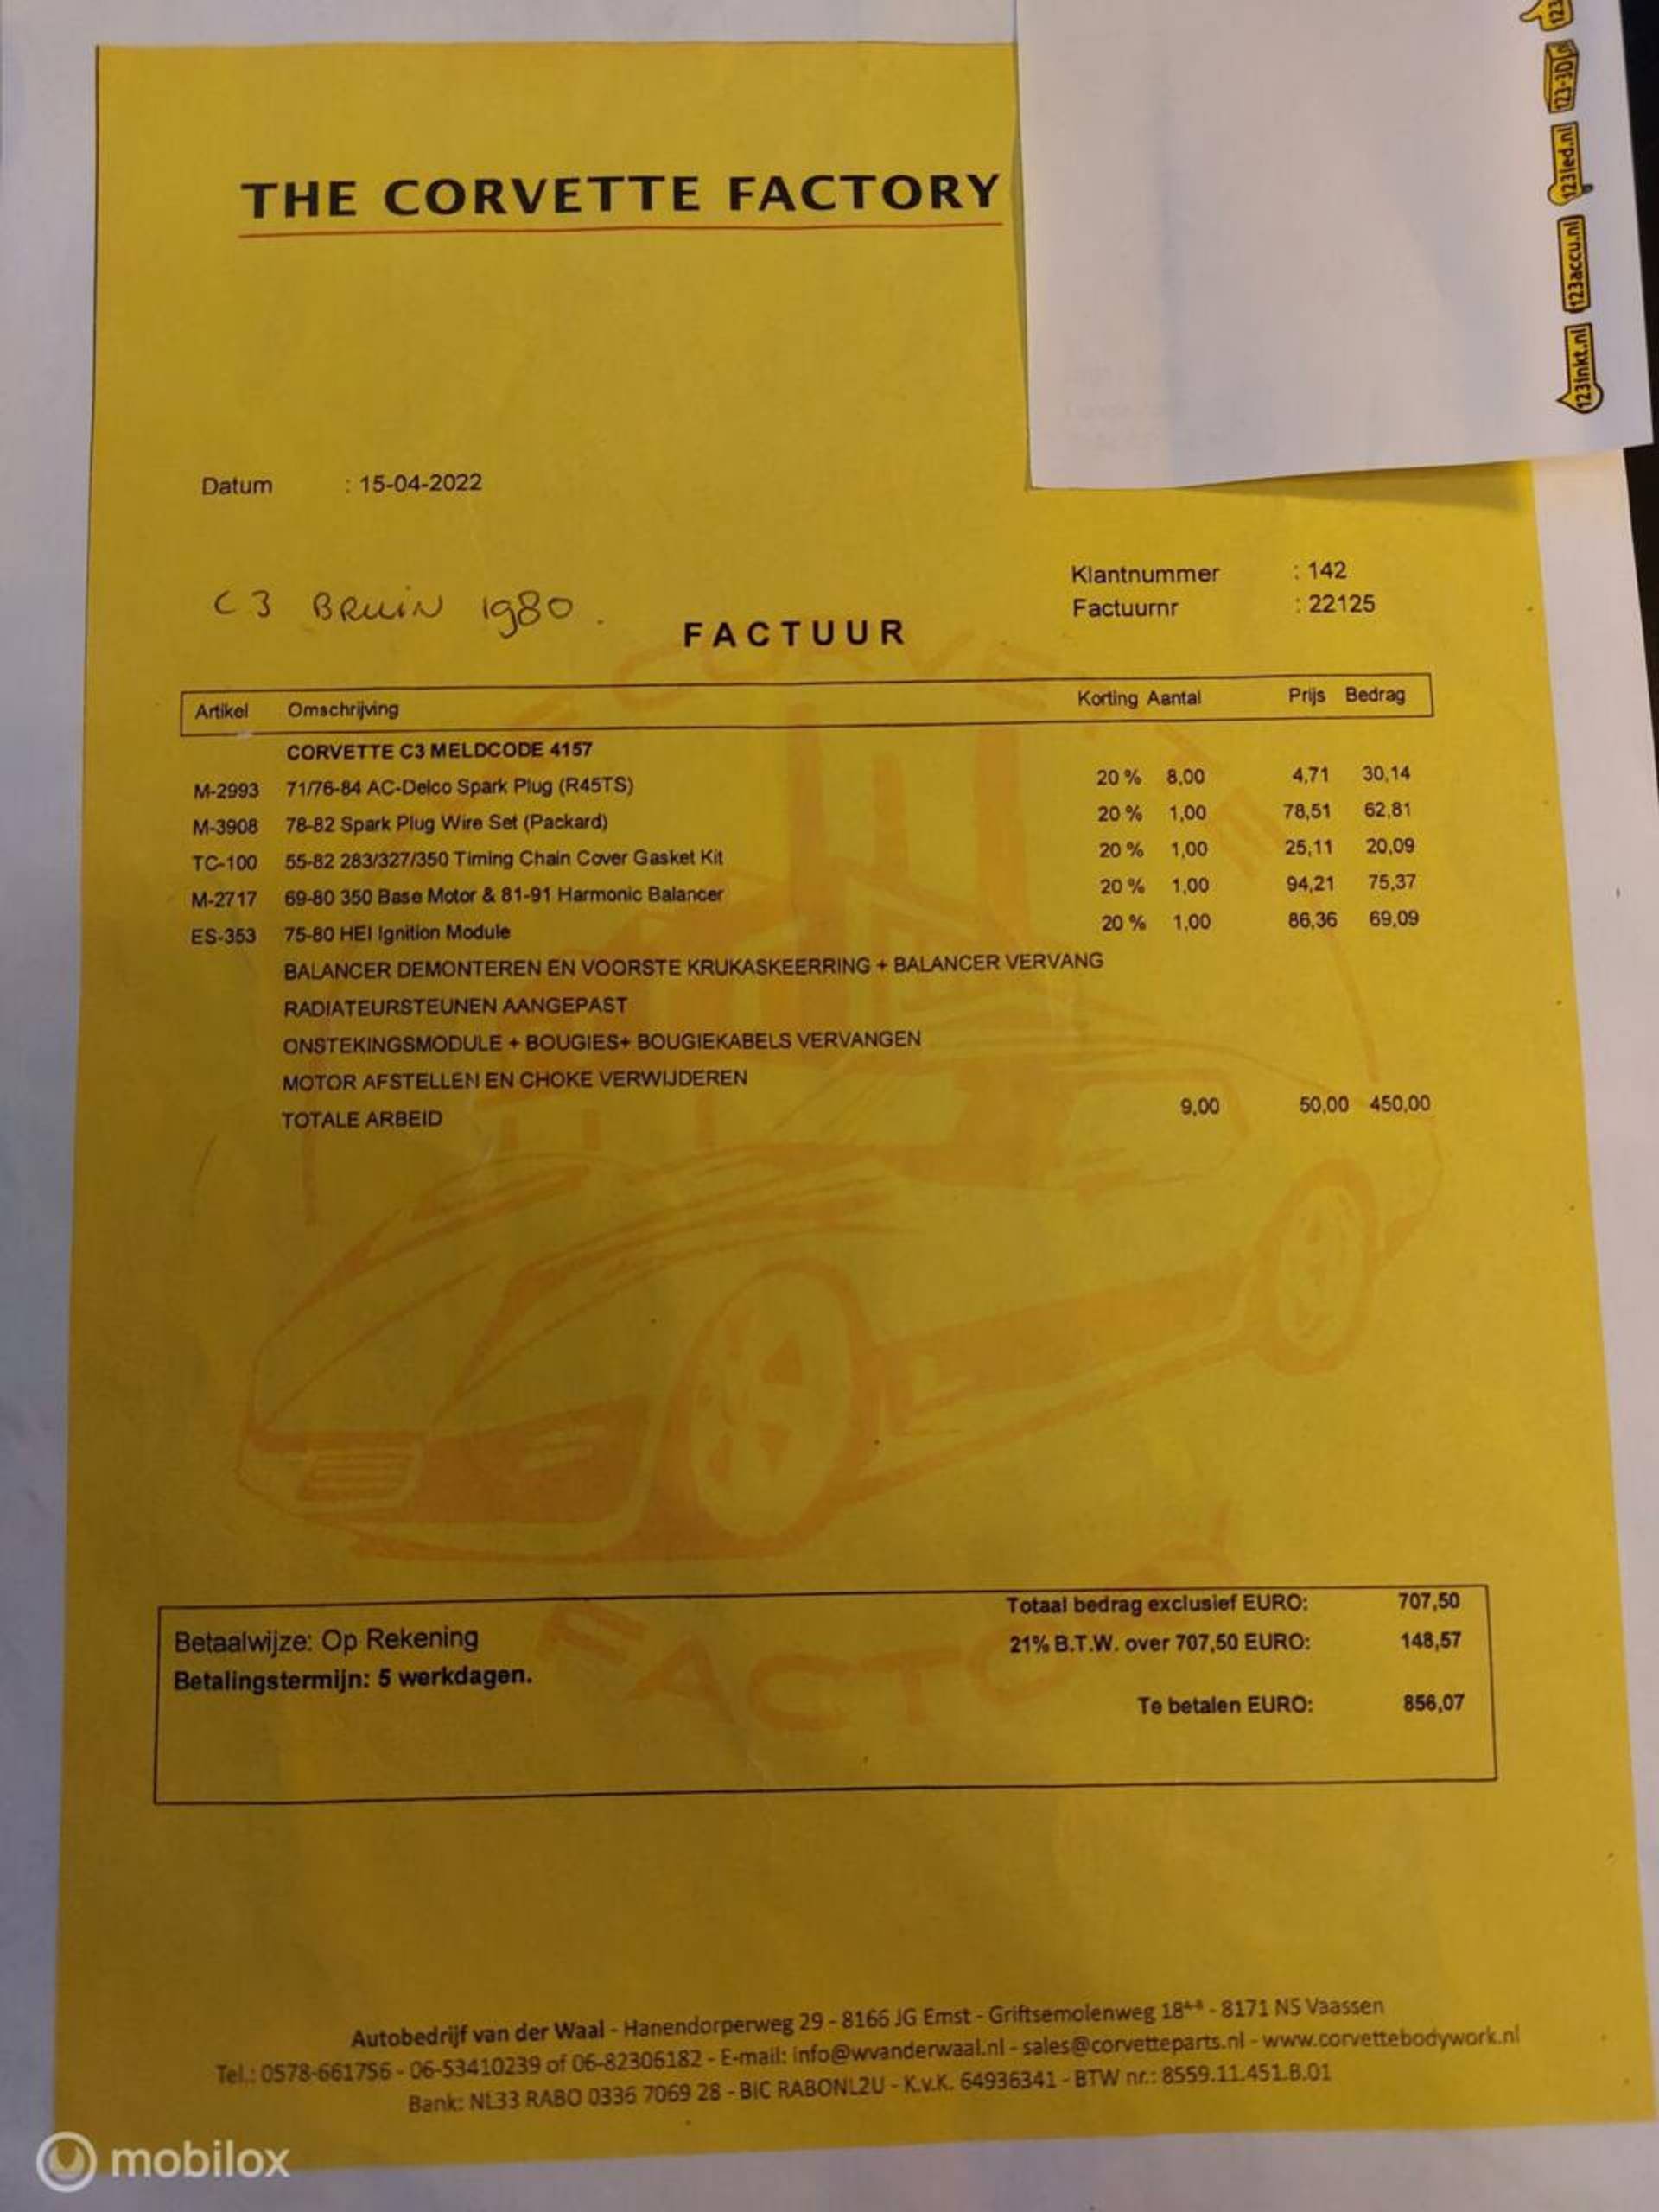 123
123-3D.nl
123led.nl
123accu.nl
123inkt.nl
THE CORVETTE FACTORY
Datum : 15-04-2022
Klantnummer : 142
C3 BRUIN 1980.
Factuurnr : 22125
FACTUUR
Artikel Omschrijving Korting Aantal Prijs Bedrag
CORVETTE C3 MELDCODE 4157
M-2993 71/76-84 AC-Delco Spark Plug (R45TS) 20 % 8,00 4,71 30,14
M-3908 78-82 Spark Plug Wire Set (Packard) 20 % 1,00 78,51 62,81
TC-100 55-82 283/327/350 Timing Chain Cover Gasket Kit 20 % 1,00 25,11 20,09
M-2717 69-80 350 Base Motor & 81-91 Harmonic Balancer 20 % 1,00 94,21 75,37
ES-353 75-80 HEI Ignition Module 20 % 1,00 86,36 69,09
BALANCER DEMONTEREN EN VOORSTE KRUKASKEERRING + BALANCER VERVANG
RADIATEURSTEUNEN AANGEPAST
ONSTEKINGSMODULE + BOUGIES+ BOUGIEKABELS VERVANGEN
MOTOR AFSTELLEN EN CHOKE VERWIJDEREN
TOTALE ARBEID 9,00 50,00 450,00
Totaal bedrag exclusief EURO: 707,50
Betaalwijze: Op Rekening 21% B.T.W. over 707,50 EURO: 148,57
Betalingstermijn: 5 werkdagen.
Te betalen EURO: 856,07
FACTORY
Autobedrijf van der Waal - Hanendorperweg 29 - 8166 JG Emst - Griftsemolenweg 18 - 8171 NS Vaassen
Tel.: 0578-661756 - 06-53410239 of 06-82306182 - E-mail: info@wvanderwaal.nl - sales@corvetteparts.nl - www.corvettebodywork.nl
Bank: NL33 RABO 0336 7069 28 - BIC RABONL2U - K.v.K. 64936341 - BTW nr.: 8559.11.451.B.01
mobilox